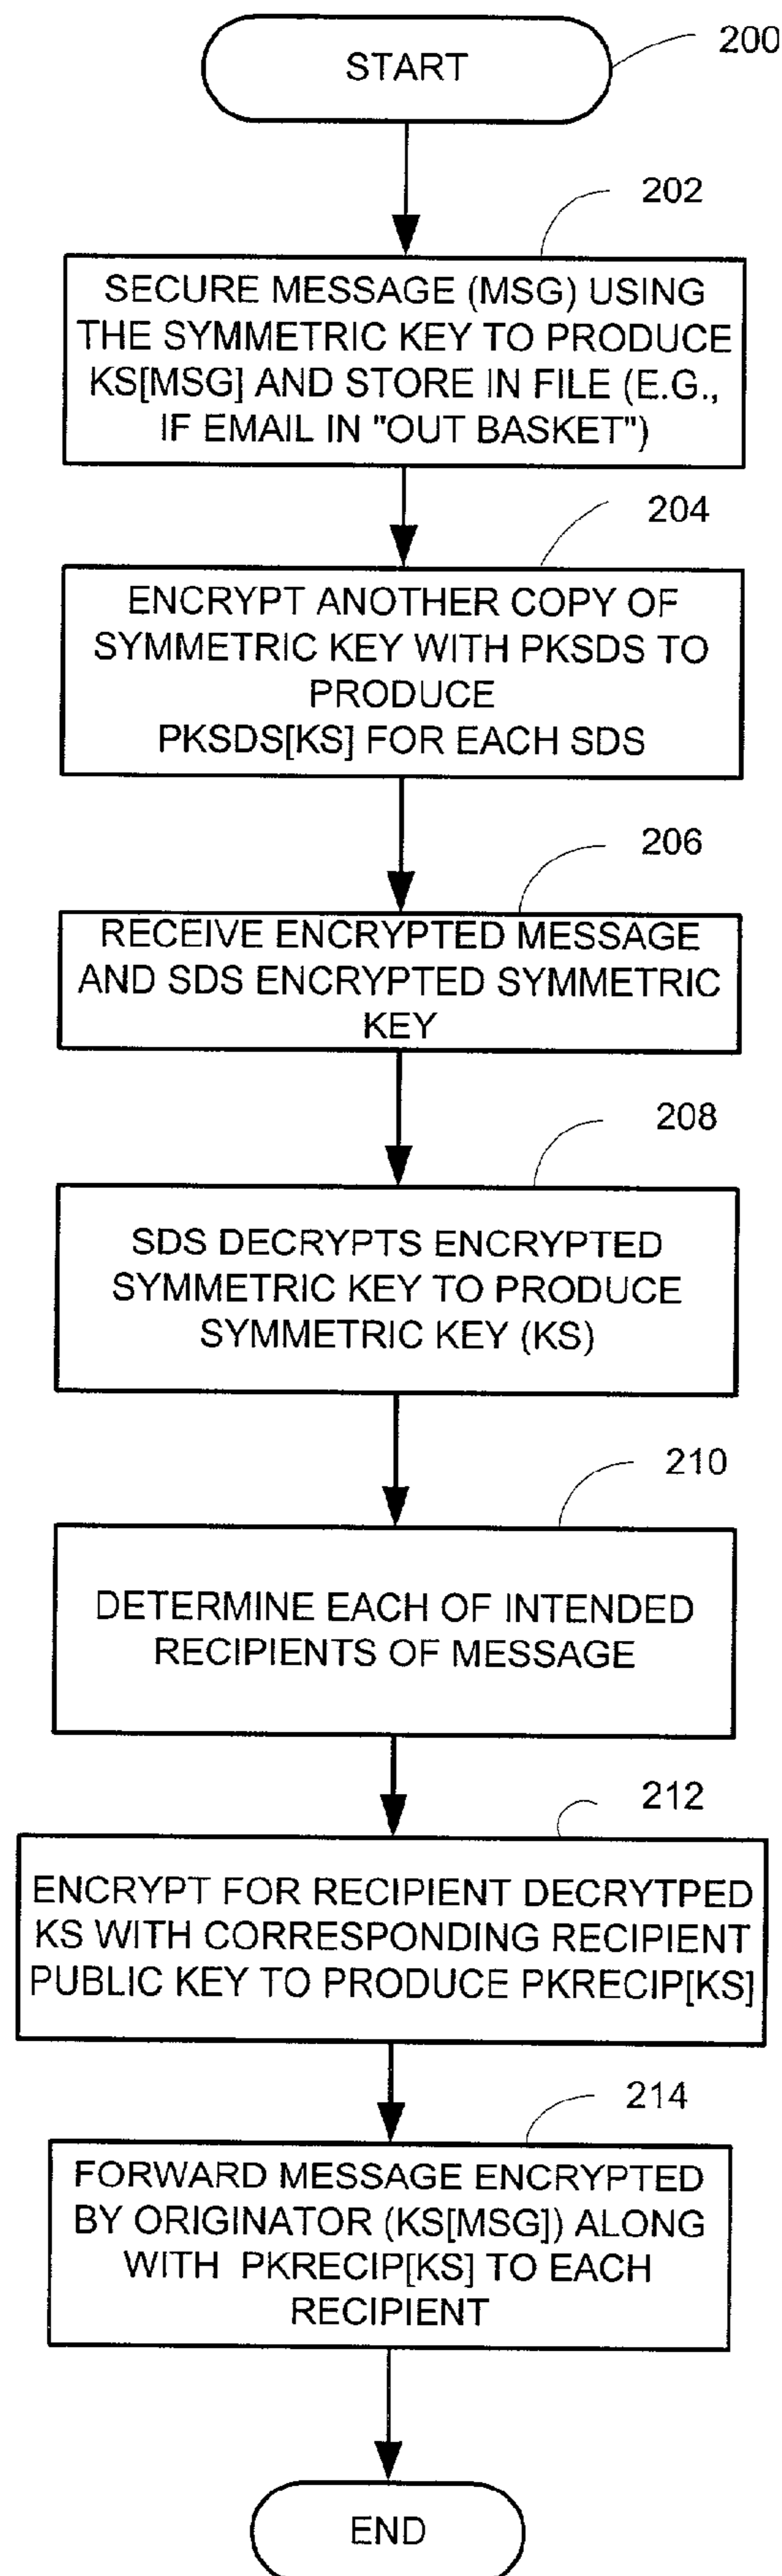 START
200
202
SECURE MESSAGE (MSG) USING
THE SYMMETRIC KEY TO PRODUCE
KS[MSG] AND STORE IN FILE (E.G.,
IF EMAIL IN "OUT BASKET")
204
ENCRYPT ANOTHER COPY OF
SYMMETRIC KEY WITH PKSDS TO
PRODUCE
PKSDS[KS] FOR EACH SDS
206
RECEIVE ENCRYPTED MESSAGE
AND SDS ENCRYPTED SYMMETRIC
KEY
208
SDS DECRYPTS ENCRYPTED
SYMMETRIC KEY TO PRODUCE
SYMMETRIC KEY (KS)
210
DETERMINE EACH OF INTENDED
RECIPIENTS OF MESSAGE
212
ENCRYPT FOR RECIPIENT DECRYTPED
KS WITH CORRESPONDING RECIPIENT
PUBLIC KEY TO PRODUCE PKRECIP[KS]
214
FORWARD MESSAGE ENCRYPTED
BY ORIGINATOR (KS[MSG]) ALONG
WITH PKRECIP[KS] TO EACH
RECIPIENT
END